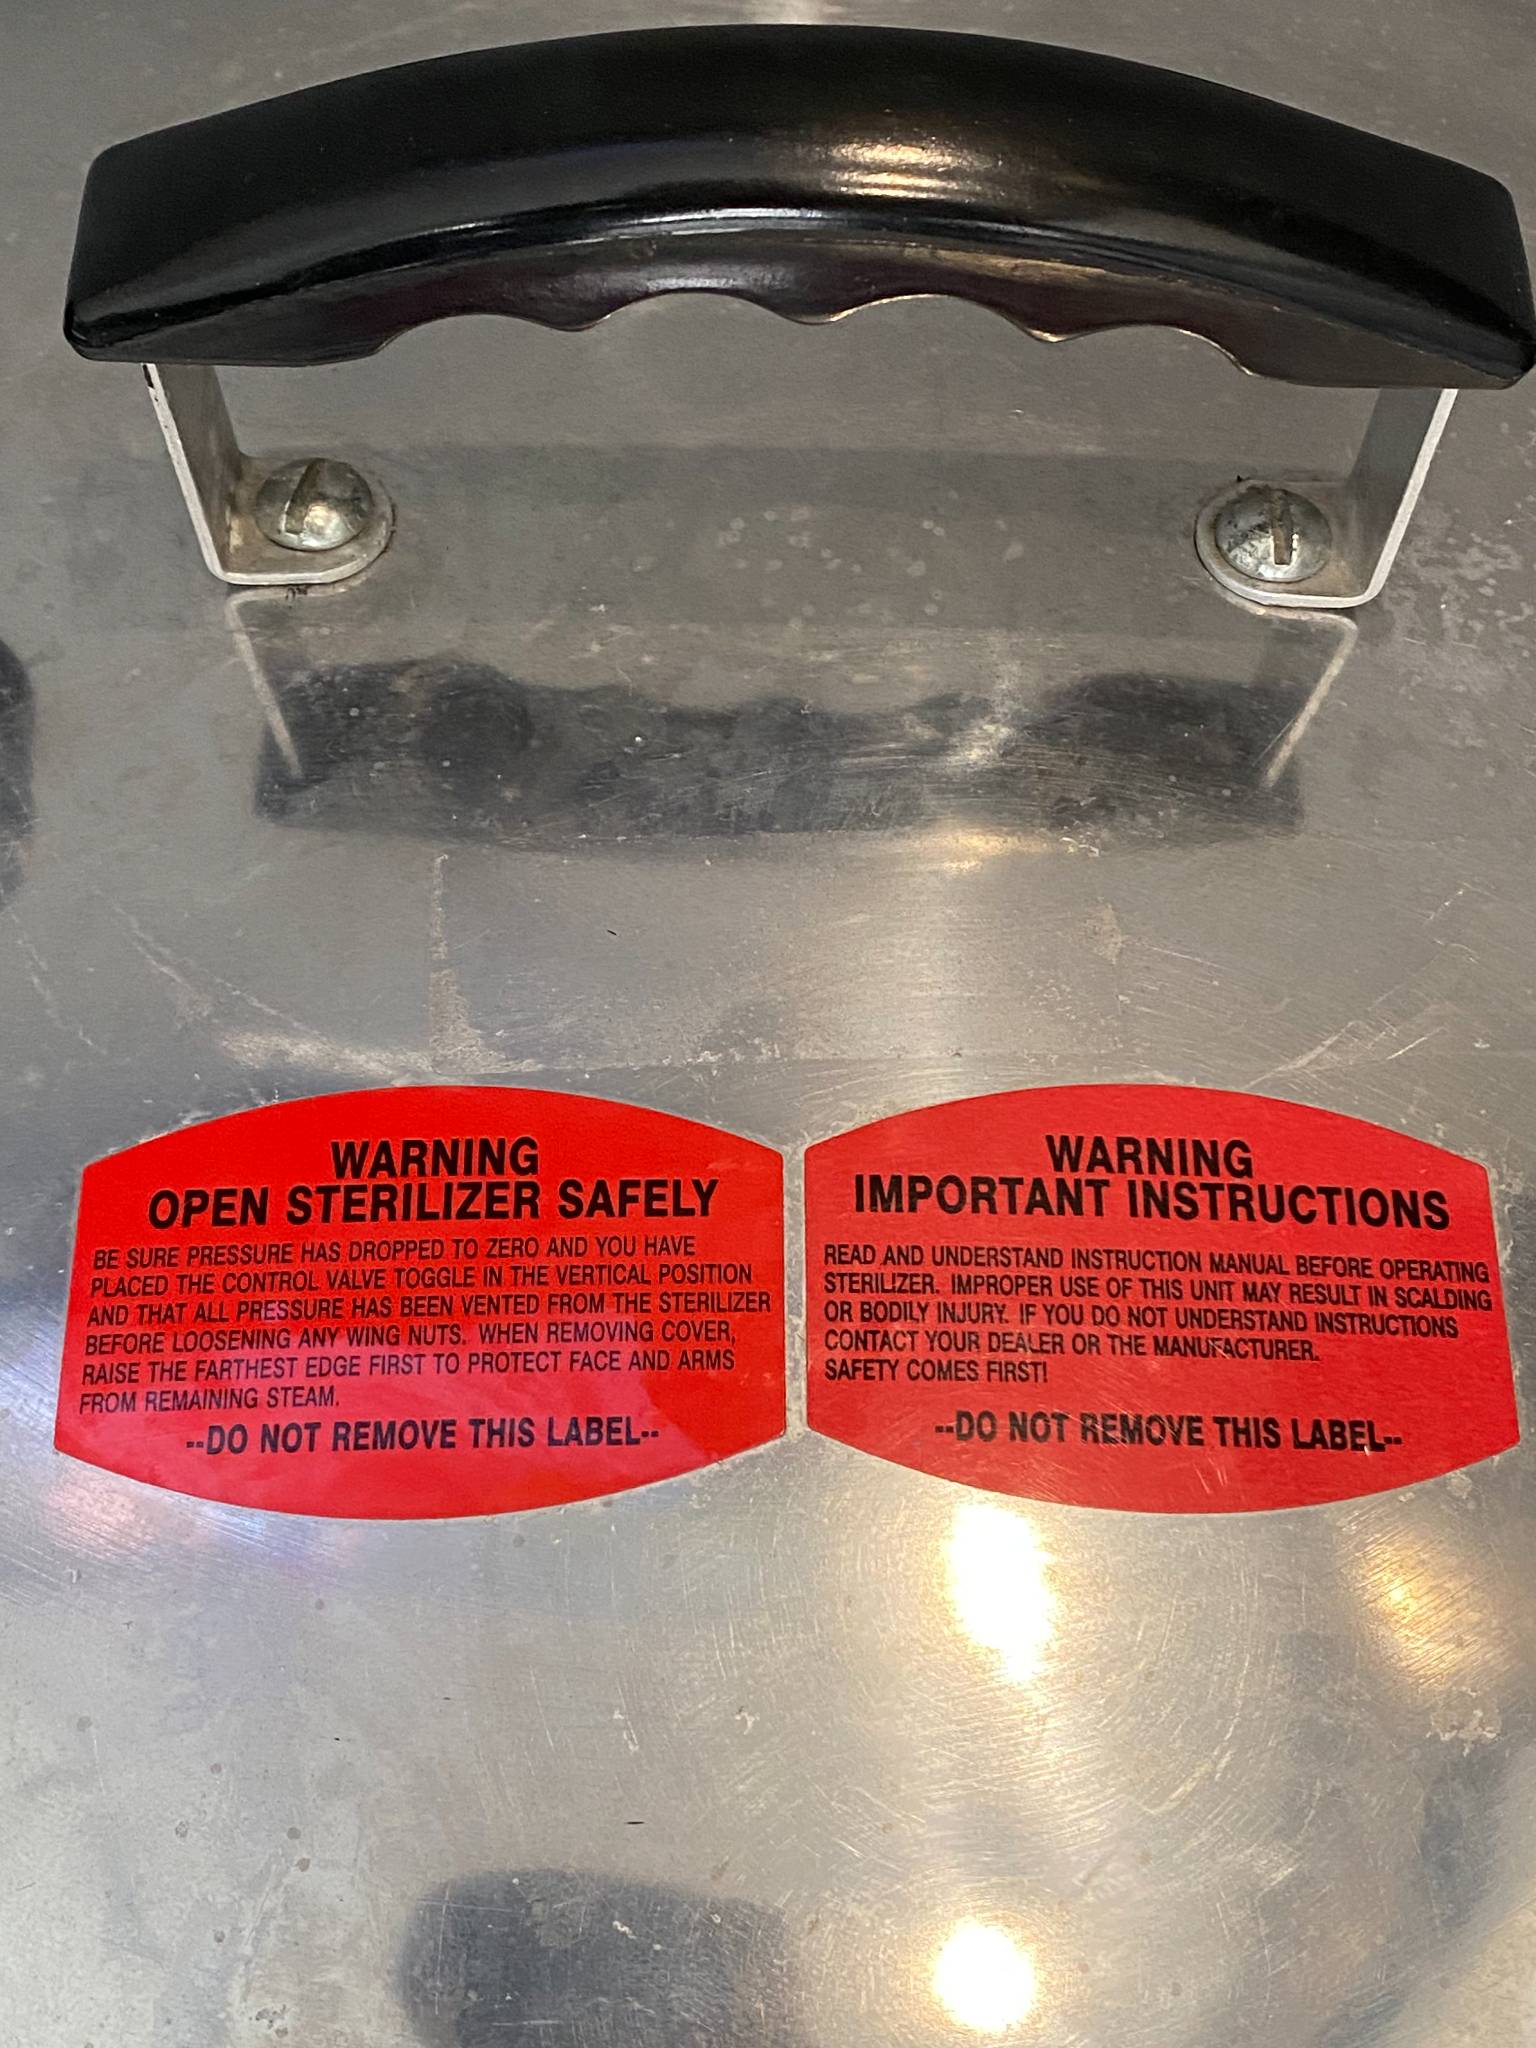 WARNING
OPEN STERILIZER SAFELY
BE SURE PRESSURE HAS DROPPED TO ZERO AND YOU HAVE
PLACED THE CONTROL VALVE TOGGLE IN THE VERTICAL POSITION
AND THAT ALL PRESSURE HAS BEEN VENTED FROM THE STERILIZER
BEFORE LOOSENING ANY WING NUTS. WHEN REMOVING COVER,
RAISE THE FARTHEST EDGE FIRST TO PROTECT FACE AND ARMS
FROM REMAINING STEAM.
--DO NOT REMOVE THIS LABEL--
WARNING
IMPORTANT INSTRUCTIONS
READ AND UNDERSTAND INSTRUCTION MANUAL BEFORE OPERATING
STERILIZER. IMPROPER USE OF THIS UNIT MAY RESULT IN SCALDING
OR BODILY INJURY. IF YOU DO NOT UNDERSTAND INSTRUCTIONS
CONTACT YOUR DEALER OR THE MANUFACTURER.
SAFETY COMES FIRST!
--DO NOT REMOVE THIS LABEL--